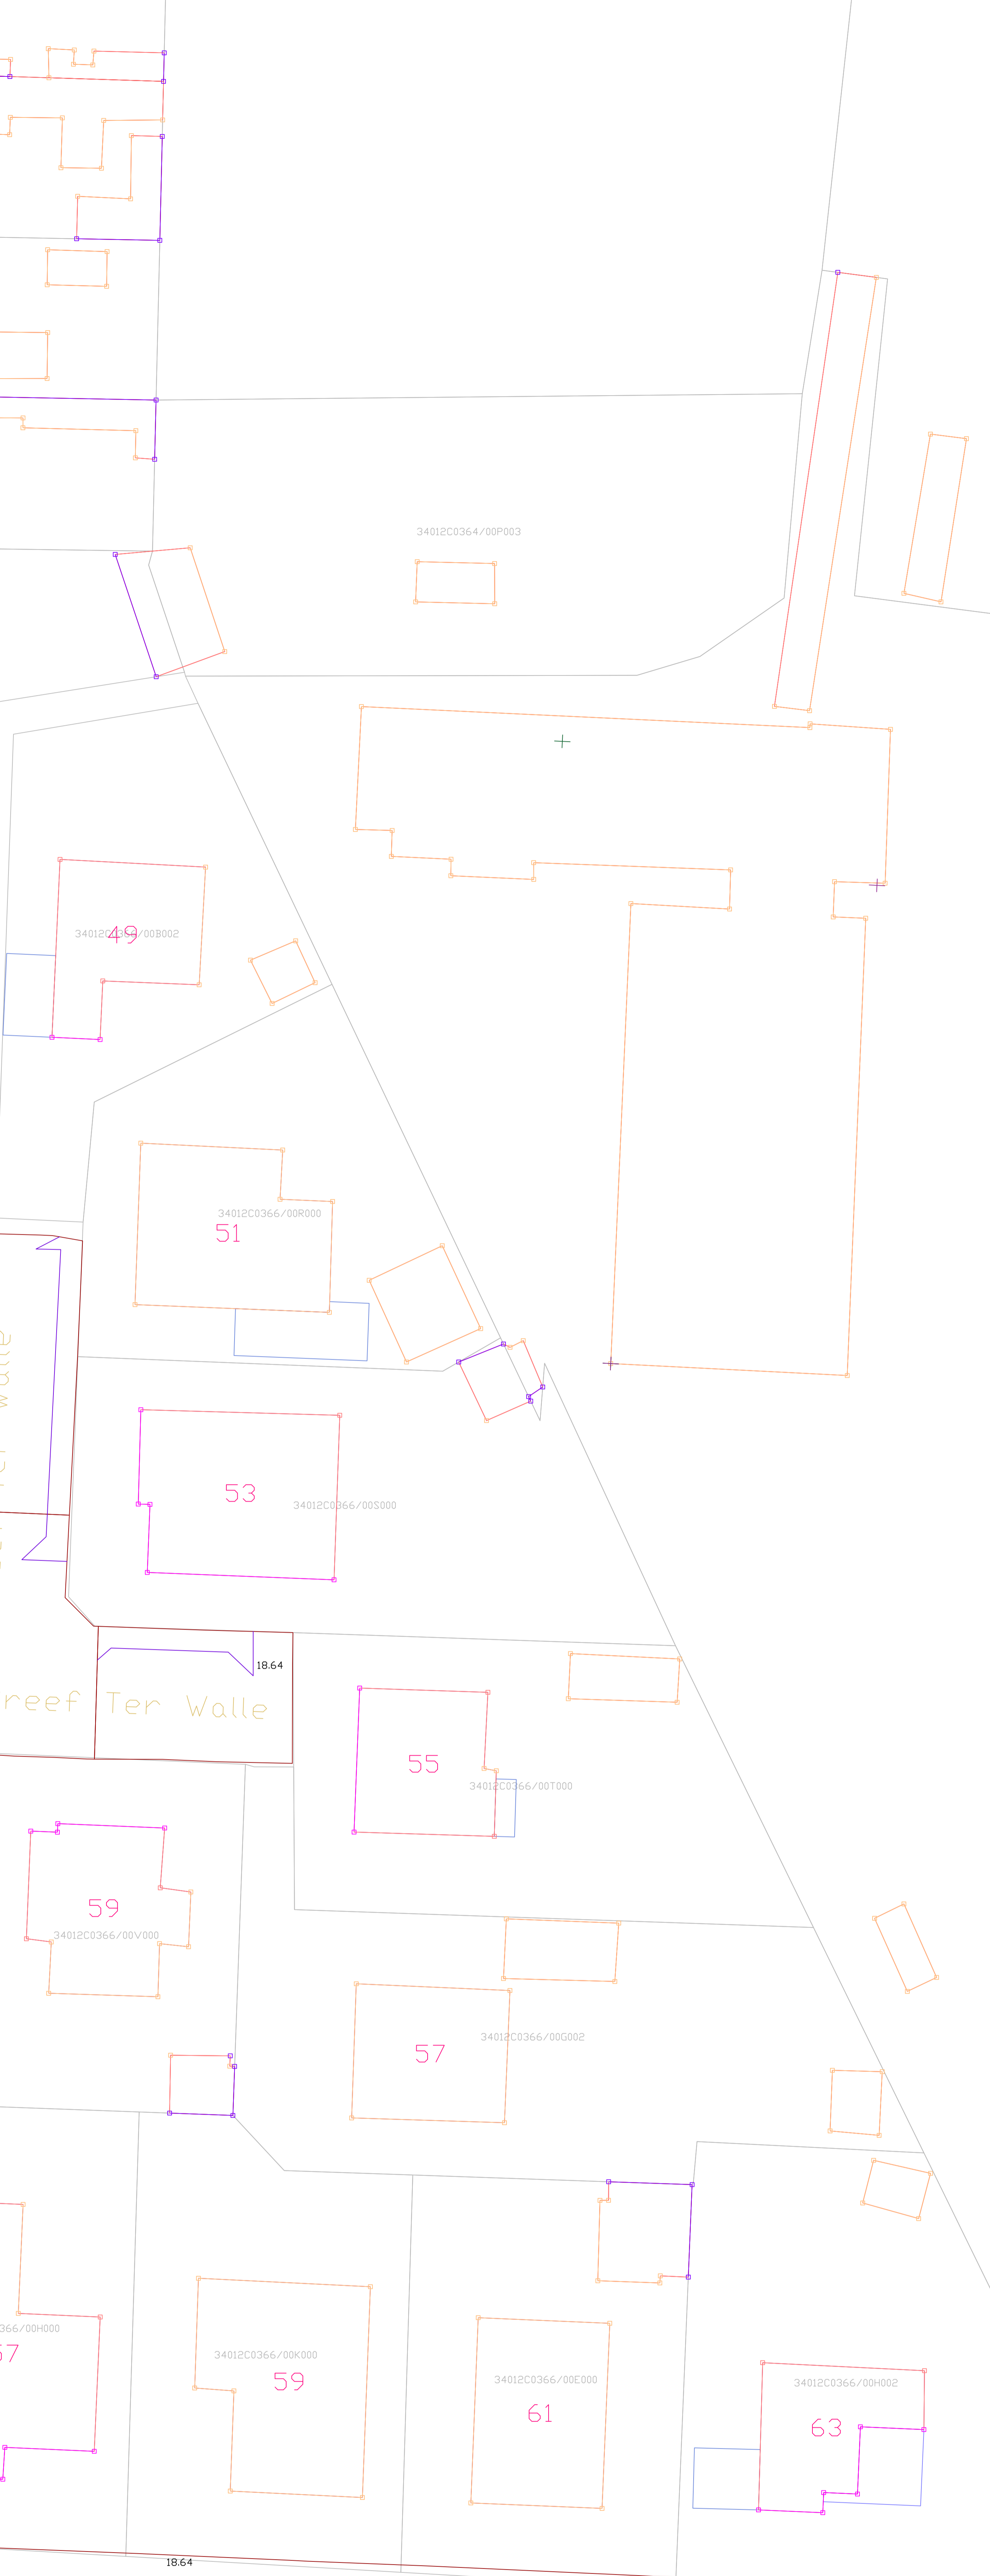 34012C0364/00P003
34012C0366/00B002
49
34012C0366/00R000
51
53
34012C0366/00S000
18.64
reef Ter Walle
55
34012C0366/00T000
59
34012C0366/00V000
34012C0366/00G002
57
366/00H000
34012C0366/00K000
59
34012C0366/00E000
61
34012C0366/00H002
63
18.64